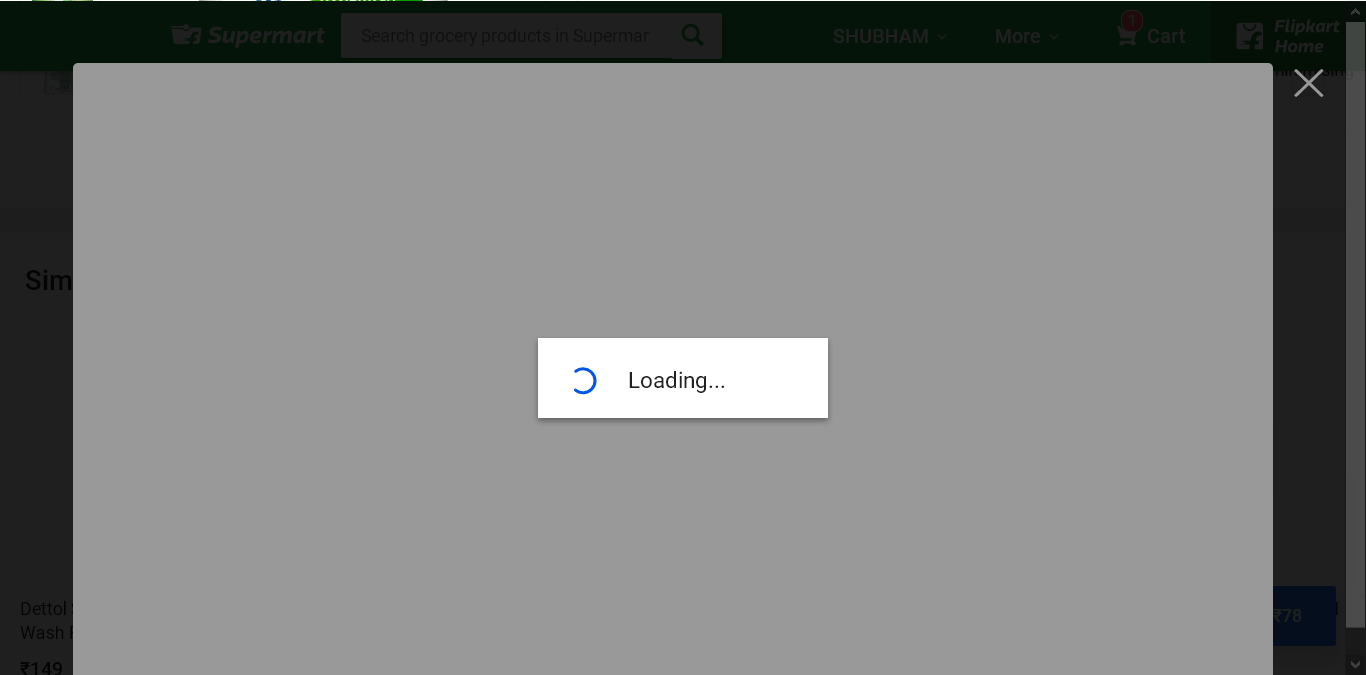 Supermart
Search grocery products in Supermar
SHUBHAM
More
1
Cart
Flipkart
Home
Sim
Loading...
Dettol
Wash
₹149
₹78